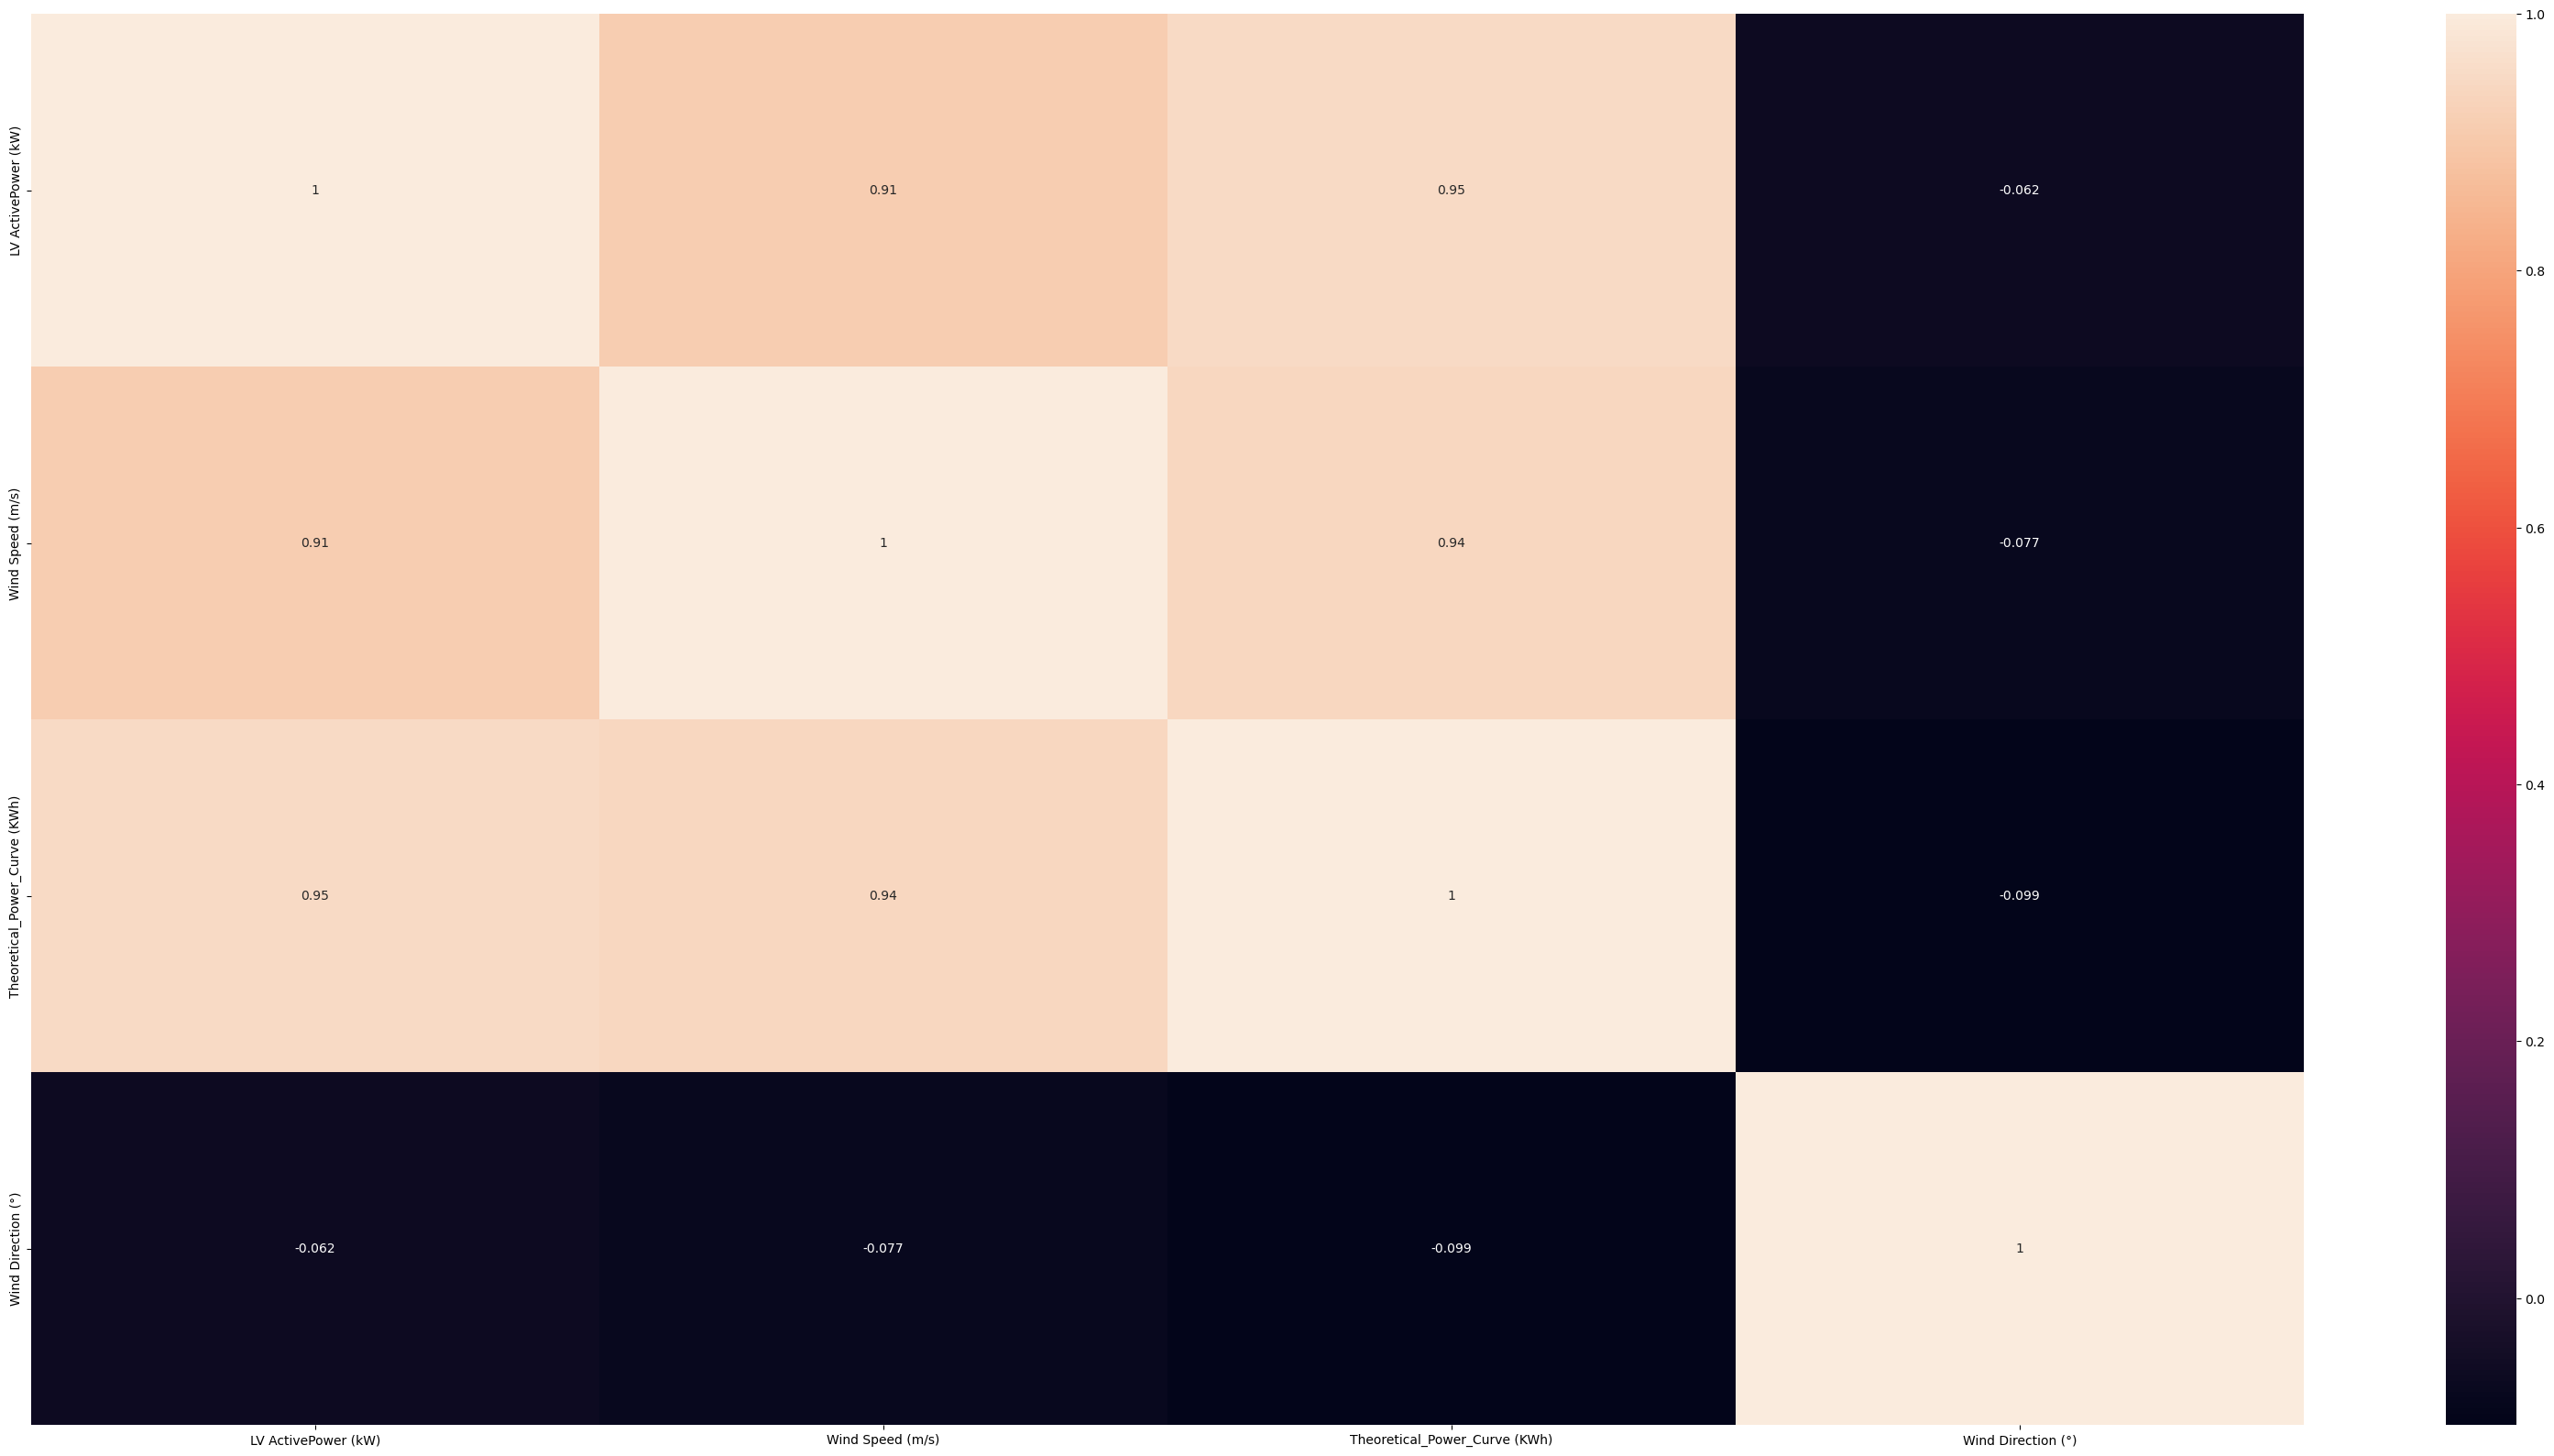 LV ActivePower (kW)
1
0.91
0.95
-0.062
Wind Speed (m/s)
0.91
1
0.94
-0.077
Theoretical_Power_Curve (KWh)
0.95
0.94
1
-0.099
Wind Direction (°)
-0.062
-0.077
-0.099
1
LV ActivePower (kW)
Wind Speed (m/s)
Theoretical_Power_Curve (KWh)
Wind Direction (°)
1.0
0.8
0.6
0.4
0.2
0.0